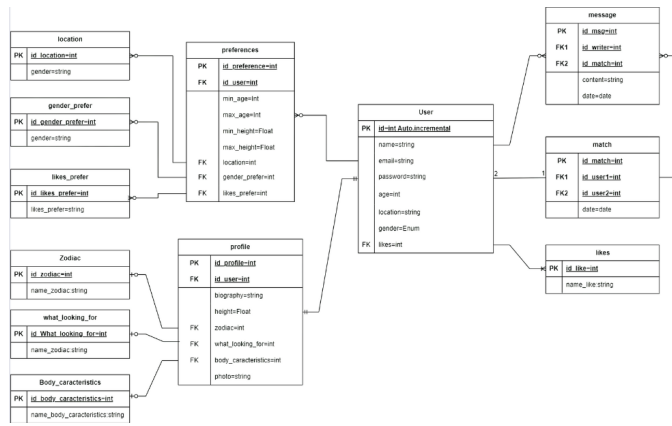 location
PK id_location=int
gender=string
gender_prefer
PK id_gender_prefer=int
gender=string
likes_prefer
PK id_likes_prefer=int
likes_prefer=string
Zodiac
PK id_zodiac=int
name_zodiac:string
what_looking_for
PK id_What_looking_for=int
name_zodiac:string
Body_caracteristics
PK id_body_caracteristics=int
name_body_caracteristics:string
preferences
PK id_preference=int
FK id_user=int
min_age=Int
max_age=Int
min_height=Float
max_height=Float
FK location=int
FK gender_prefer=int
FK likes_prefer=int
profile
PK id_profile=int
FK id_user=int
biography=string
height=Float
FK zodiac=int
FK what_looking_for=int
FK body_caracteristics=int
photo=string
User
PK id=int Auto.incremental
name=string
email=string
password=string
age=int
location=string
gender=Enum
FK likes=int
2
1
message
PK id_msg=int
FK1 id_writer=int
FK2 id_match=int
content=string
date=date
match
PK id_match=int
FK1 id_user1=int
FK2 id_user2=int
date=date
likes
PK id_like=int
name_like:string